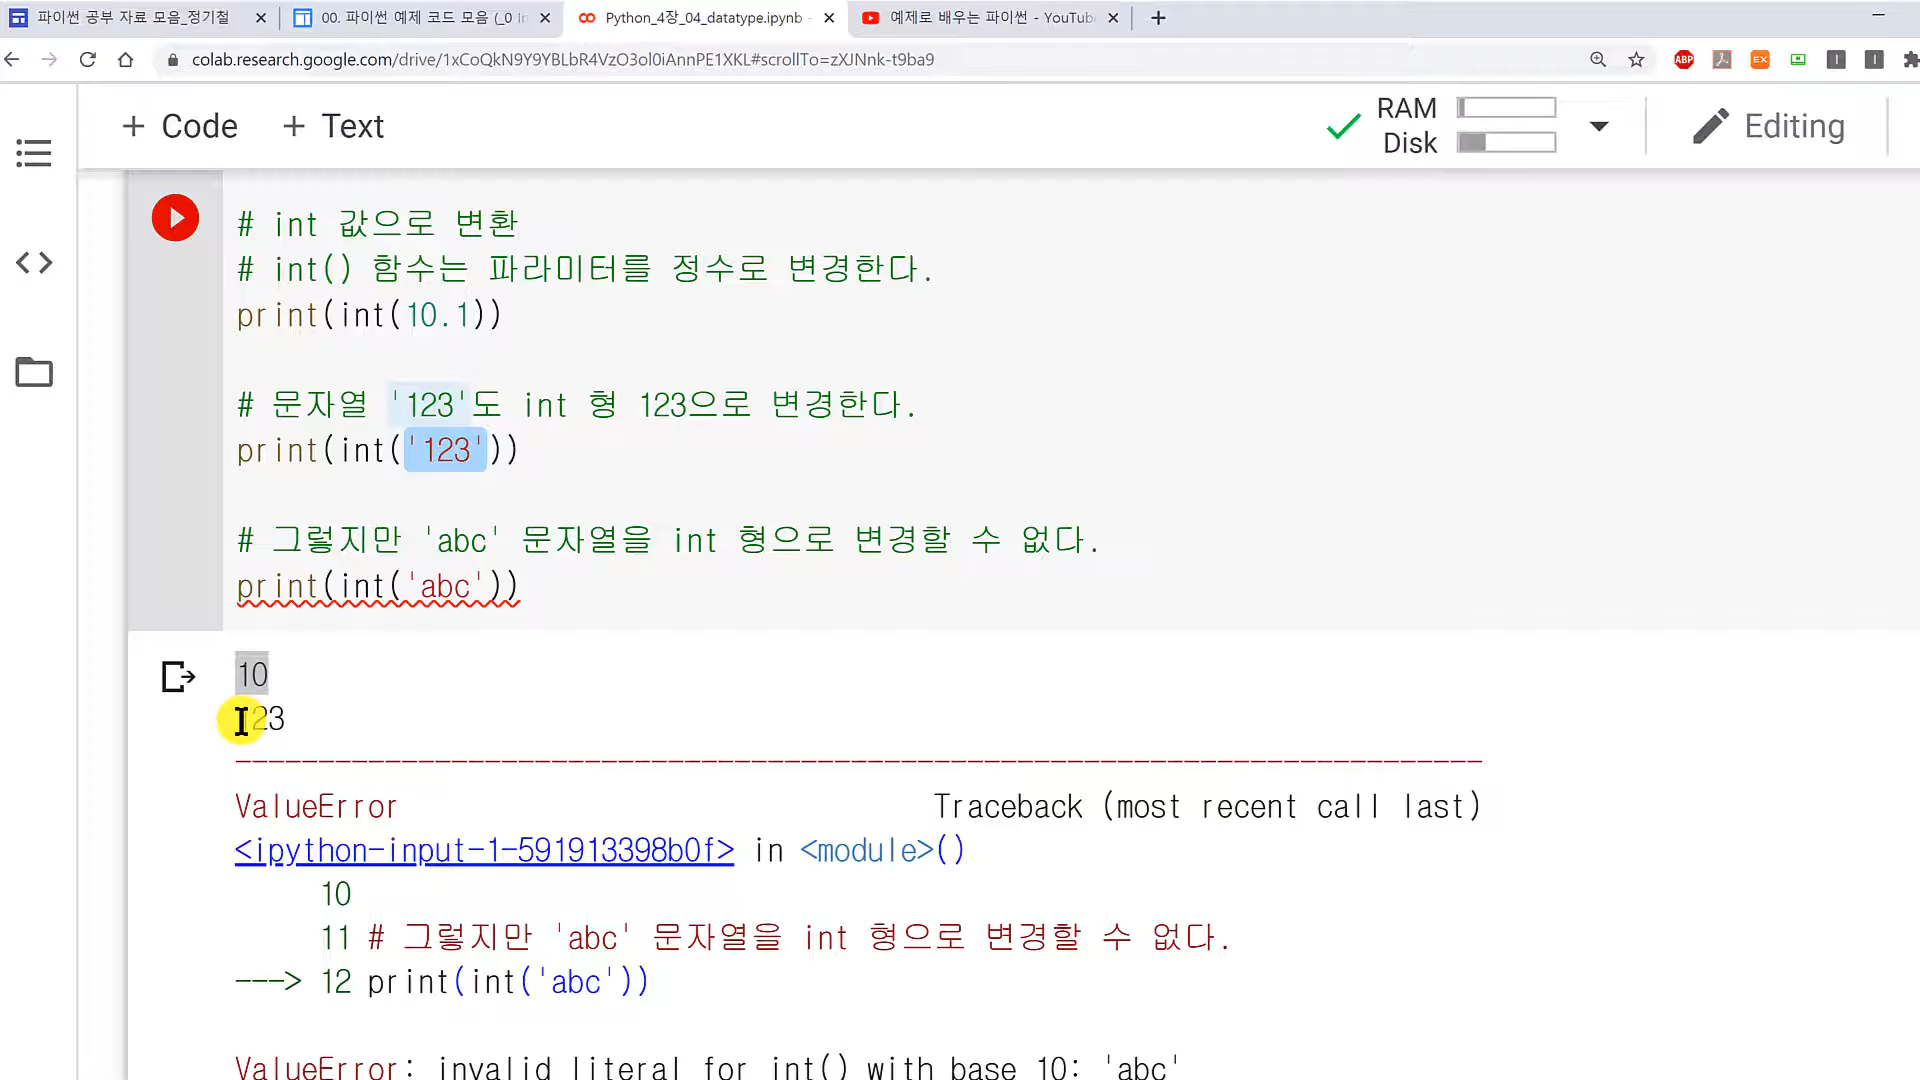 파이썬 공부 자료 모음_정기철
00. 파이썬 예제 코드 모음 (_0 In
Python_4장_04_datatype.ipynb
예제로 배우는 파이썬 - YouTube
colab.research.google.com/drive/1xCoQkN9Y9YBLbR4VzO3ol0iAnnPE1XKL#scrollTo=zXJNnk-t9ba9
ABP
EX
+ Code + Text
RAM
Disk
Editing
# int 값으로 변환
# int() 함수는 파라미터를 정수로 변경한다.
print(int(10.1))
# 문자열 '123'도 int 형 123으로 변경한다.
print(int('123'))
# 그렇지만 'abc' 문자열을 int 형으로 변경할 수 없다.
print(int('abc'))
10
123
---------------------------------------------------------------------------
ValueError Traceback (most recent call last)
<ipython-input-1-591913398b0f> in <module>()
10
11 # 그렇지만 'abc' 문자열을 int 형으로 변경할 수 없다.
---> 12 print(int('abc'))
ValueError: invalid literal for int() with base 10: 'abc'